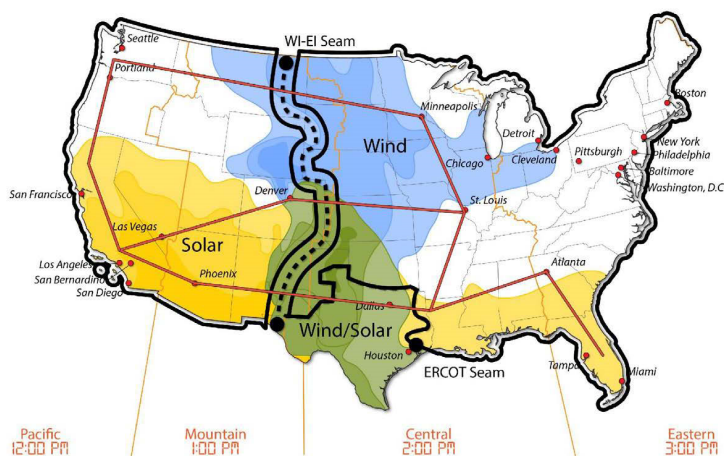 Seattle
WI-EI Seam
Portland
Minneapolis
Boston
Detroit
New York
Wind
Chicago
Cleveland
Pittsburgh
Philadelphia
Baltimore
Washington, D.C
San Francisco
Denver
St. Louis
Las Vegas
Solar
Los Angeles
San Bernardino
San Diego
Phoenix
Atlanta
Dallas
Wind/Solar
Houston
ERCOT Seam
Tampa
Miami
Pacific
12:00 PM
Mountain
1:00 PM
Central
2:00 PM
Eastern
3:00 PM